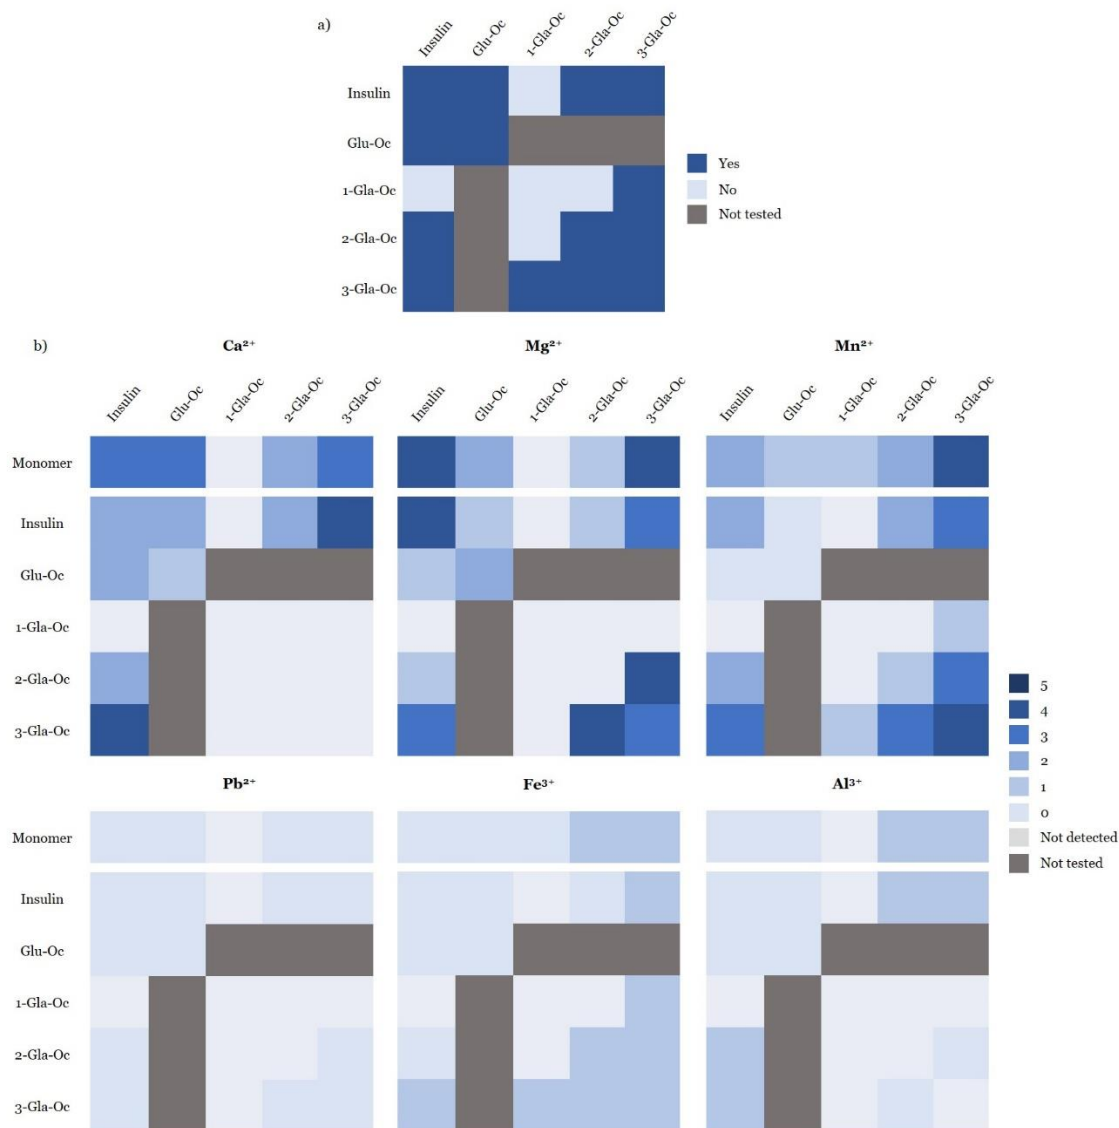 a)
Insulin Glu-Oc 1-Gla-Oc 2-Gla-Oc 3-Gla-Oc
Insulin
Glu-Oc
1-Gla-Oc
2-Gla-Oc
3-Gla-Oc
Yes
No
Not tested
b)
Ca²⁺ Mg²⁺ Mn²⁺
Insulin Glu-Oc 1-Gla-Oc 2-Gla-Oc 3-Gla-Oc Insulin Glu-Oc 1-Gla-Oc 2-Gla-Oc 3-Gla-Oc Insulin Glu-Oc 1-Gla-Oc 2-Gla-Oc 3-Gla-Oc
Monomer
Insulin
Glu-Oc
1-Gla-Oc
2-Gla-Oc
3-Gla-Oc
5
4
3
2
1
0
Not detected
Not tested
Pb²⁺ Fe³⁺ Al³⁺
Monomer
Insulin
Glu-Oc
1-Gla-Oc
2-Gla-Oc
3-Gla-Oc